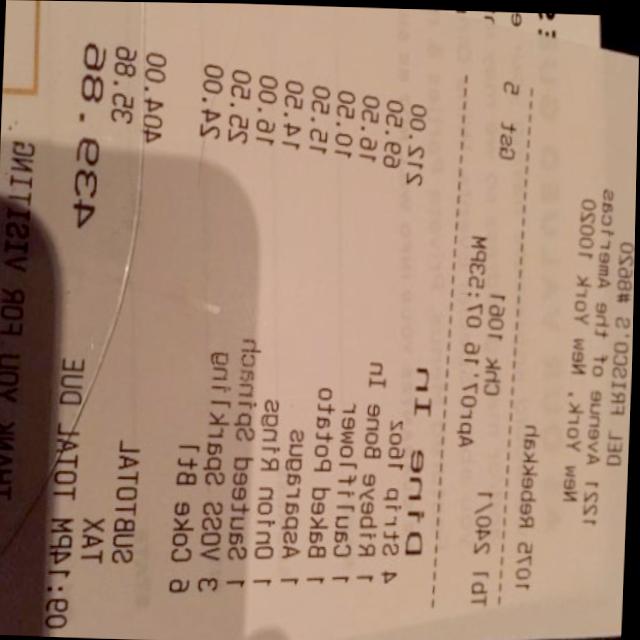 DEL FRISCO'S #8620
1221 Avenue of the Americas
New York, New York 10020
1075 Rebekkah
Tbl 240/1 Chk 1691 Gst 5
Apr07'16 07:53PM
Dine In
4 Strip 16oz 212.00
1 Ribeye Bone In 69.50
1 Cauliflower 16.50
1 Baked Potato 10.50
1 Asparagus 15.50
1 Onion Rings 14.50
1 Sauteed Spinach 16.00
3 VOSS Sparkling 25.50
6 Coke Btl 24.00
SUBTOTAL 404.00
TAX 35.86
09:14PM TOTAL DUE 439.86
THANK YOU FOR VISITING